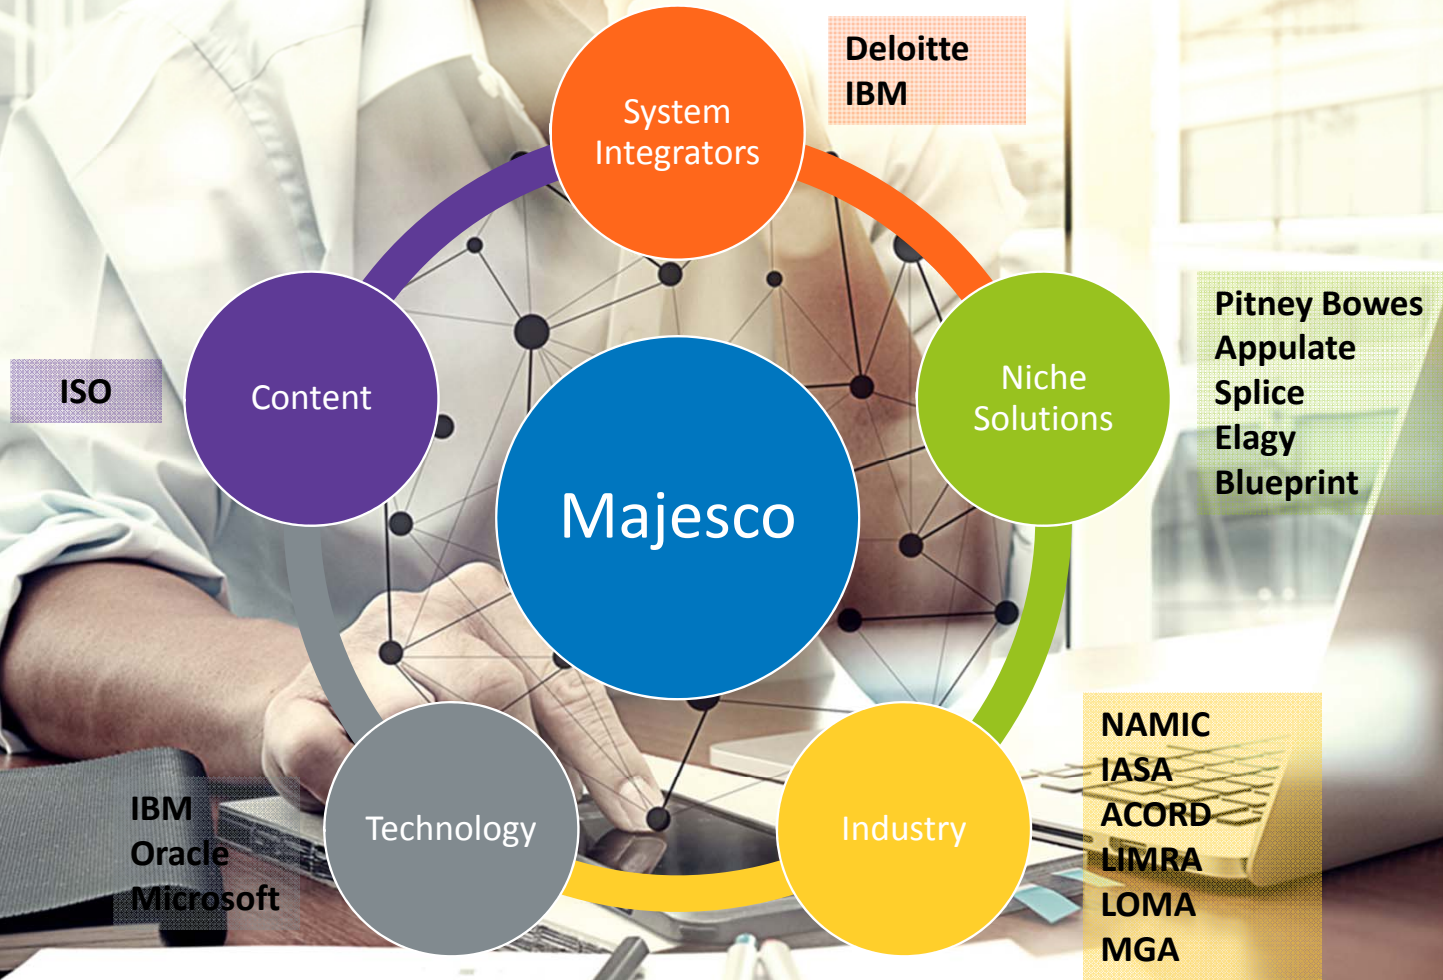 Deloitte
IBM
System
Integrators
Pitney Bowes
Appulate
Splice
Elagy
Blueprint
Niche
Solutions
ISO
Content
Majesco
NAMIC
IASA
ACORD
LIMRA
LOMA
MGA
Industry
Technology
IBM
Oracle
Microsoft